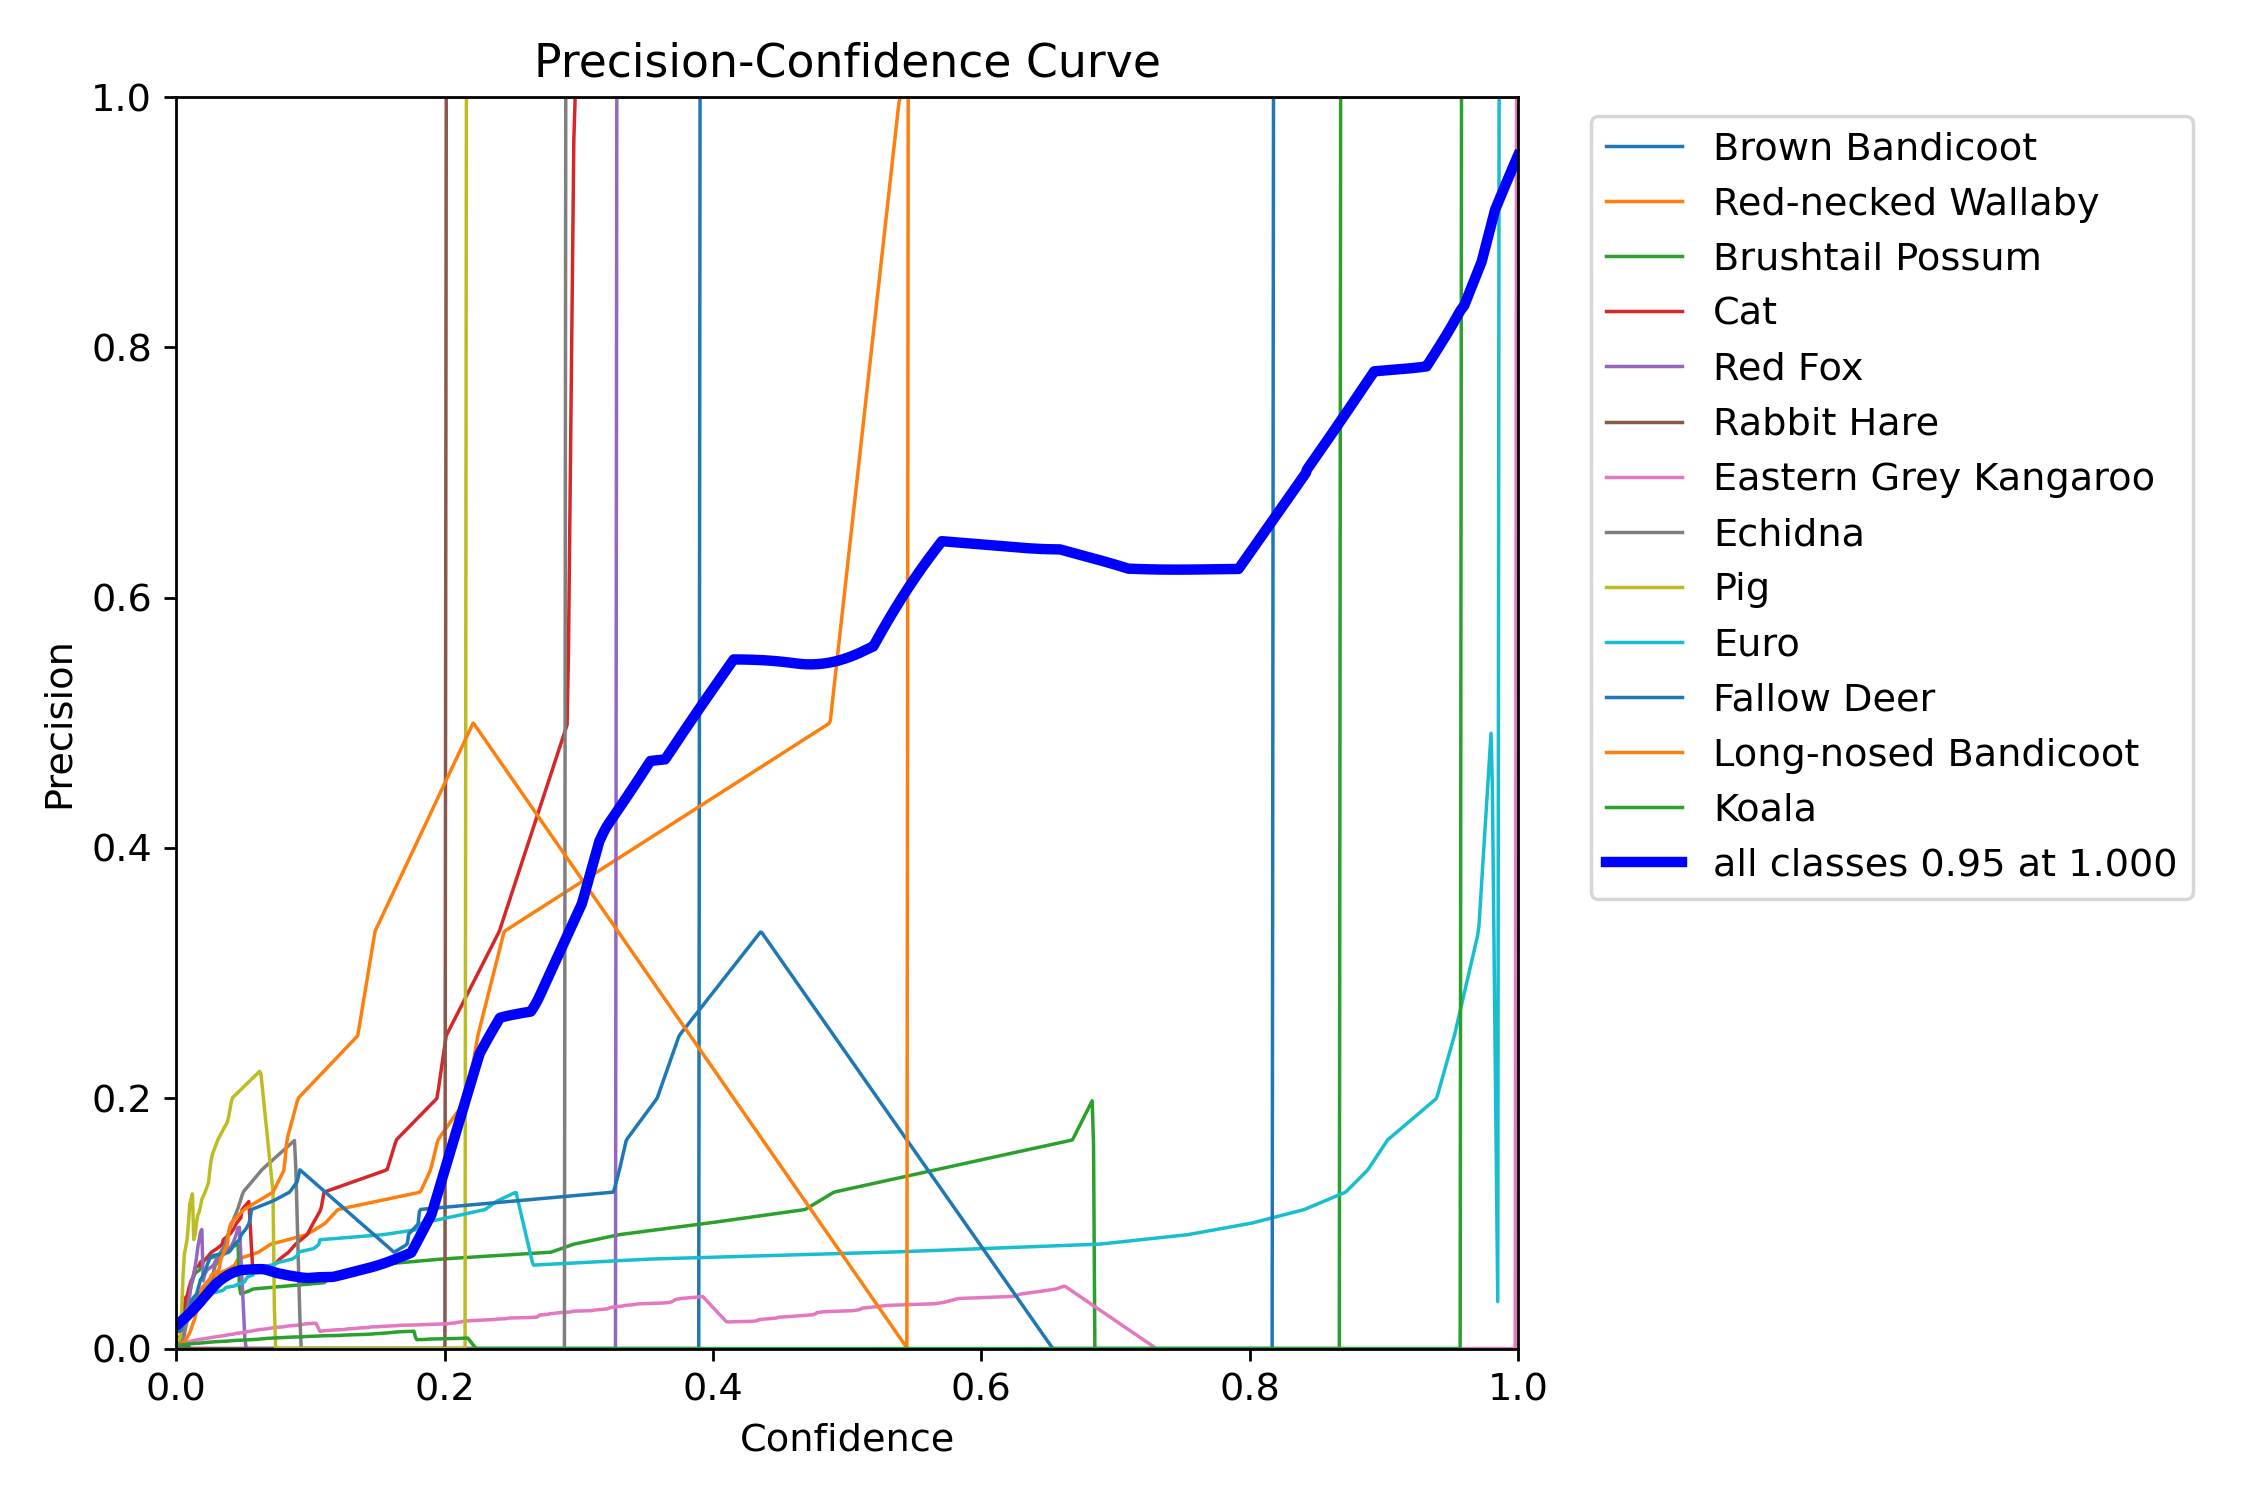 Precision-Confidence Curve
1.0
0.8
0.6
0.4
0.2
0.0
Precision
0.0 0.2 0.4 0.6 0.8 1.0
Confidence
Brown Bandicoot
Red-necked Wallaby
Brushtail Possum
Cat
Red Fox
Rabbit Hare
Eastern Grey Kangaroo
Echidna
Pig
Euro
Fallow Deer
Long-nosed Bandicoot
Koala
all classes 0.95 at 1.000